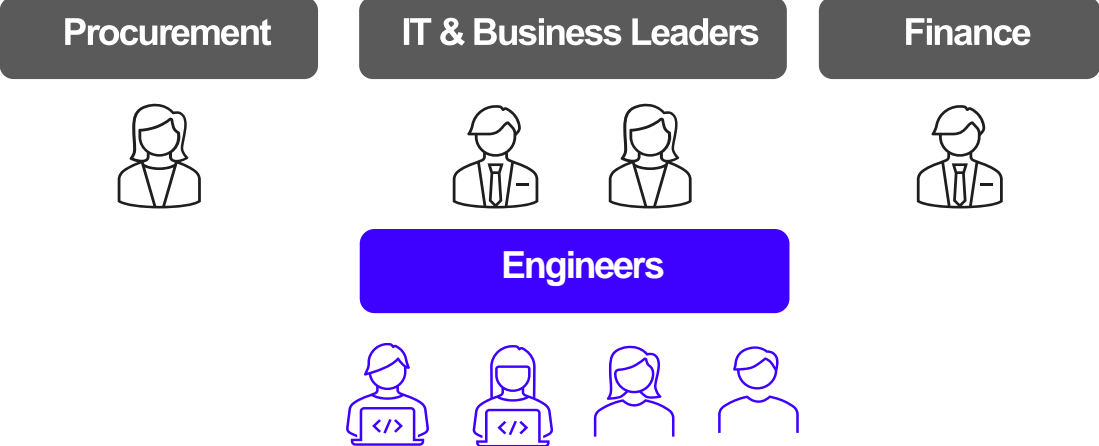 Procurement
IT & Business Leaders
Finance
Engineers
</>
</>